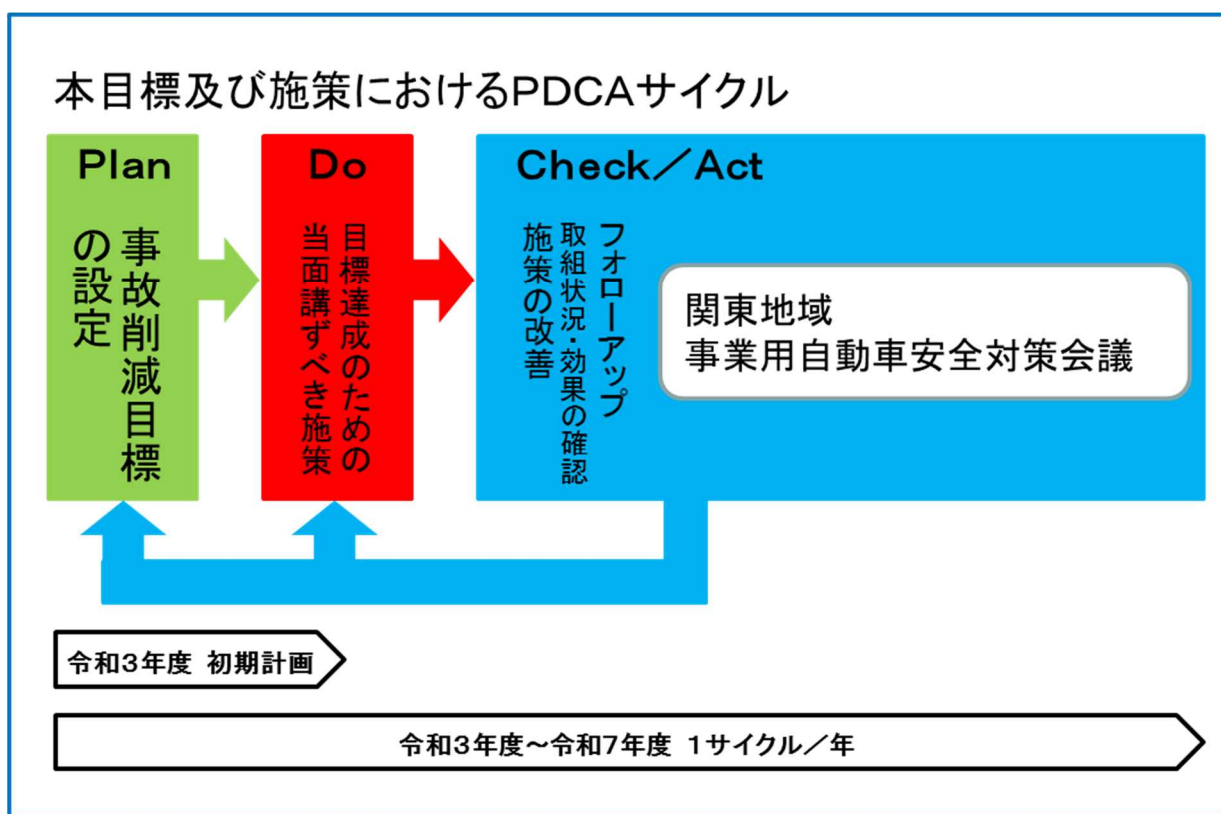 本目標及び施策におけるPDCAサイクル
Plan
事故削減目標
の設定
Do
目標達成のための
当面講ずべき施策
Check／Act
フォローアップ
取組状況・効果の確認
施策の改善
関東地域
事業用自動車安全対策会議
令和3年度 初期計画
令和3年度～令和7年度 1サイクル／年